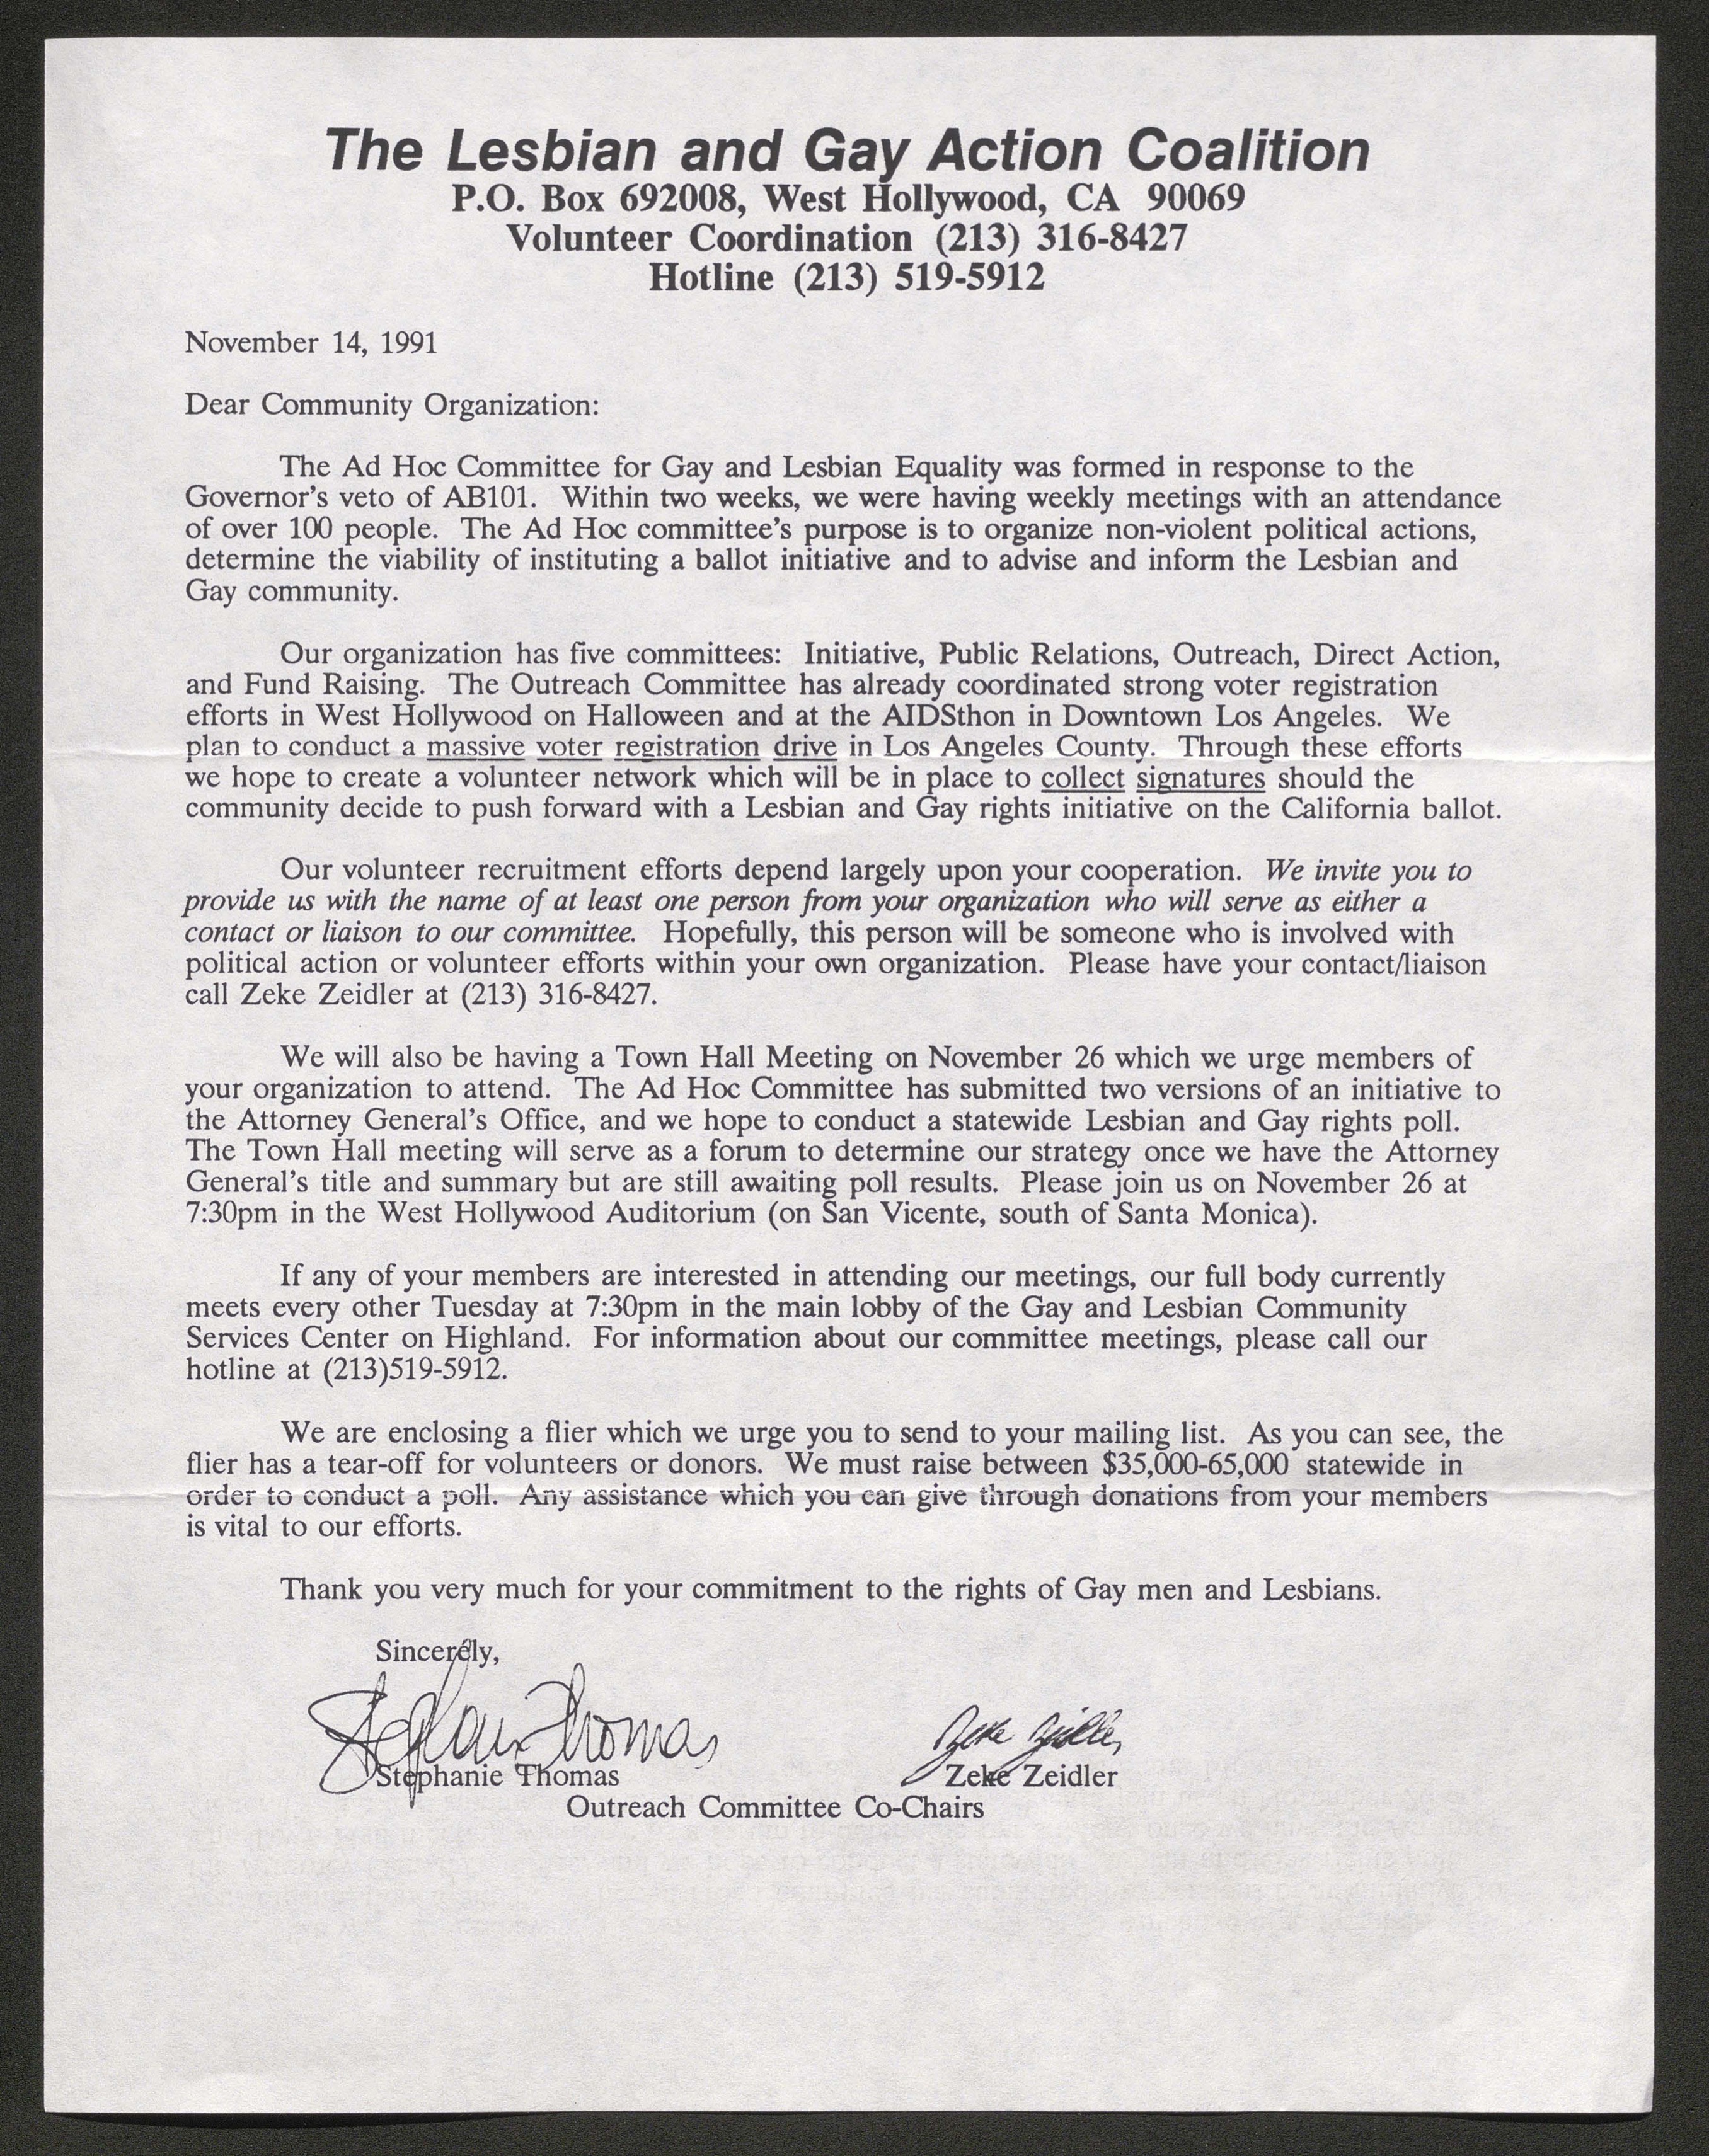 The Lesbian and Gay Action Coalition
P.O. Box 692008, West Hollywood, CA 90069
Volunteer Coordination (213) 316-8427
Hotline (213) 519-5912
November 14, 1991
Dear Community Organization:
The Ad Hoc Committee for Gay and Lesbian Equality was formed in response to the
Governor's veto of AB101. Within two weeks, we were having weekly meetings with an attendance
of over 100 people. The Ad Hoc committee's purpose is to organize non-violent political actions,
determine the viability of instituting a ballot initiative and to advise and inform the Lesbian and
Gay community.
Our organization has five committees: Initiative, Public Relations, Outreach, Direct Action,
and Fund Raising. The Outreach Committee has already coordinated strong voter registration
efforts in West Hollywood on Halloween and at the AIDSthon in Downtown Los Angeles. We
plan to conduct a massive voter registration drive in Los Angeles County. Through these efforts
we hope to create a volunteer network which will be in place to collect signatures should the
community decide to push forward with a Lesbian and Gay rights initiative on the California ballot.
Our volunteer recruitment efforts depend largely upon your cooperation. We invite you to
provide us with the name of at least one person from your organization who will serve as either a
contact or liaison to our committee. Hopefully, this person will be someone who is involved with
political action or volunteer efforts within your own organization. Please have your contact/liaison
call Zeke Zeidler at (213) 316-8427.
We will also be having a Town Hall Meeting on November 26 which we urge members of
your organization to attend. The Ad Hoc Committee has submitted two versions of an initiative to
the Attorney General's Office, and we hope to conduct a statewide Lesbian and Gay rights poll.
The Town Hall meeting will serve as a forum to determine our strategy once we have the Attorney
General's title and summary but are still awaiting poll results. Please join us on November 26 at
7:30pm in the West Hollywood Auditorium (on San Vicente, south of Santa Monica).
If any of your members are interested in attending our meetings, our full body currently
meets every other Tuesday at 7:30pm in the main lobby of the Gay and Lesbian Community
Services Center on Highland. For information about our committee meetings, please call our
hotline at (213)519-5912.
We are enclosing a flier which we urge you to send to your mailing list. As you can see, the
flier has a tear-off for volunteers or donors. We must raise between $35,000-65,000 statewide in
order to conduct a poll. Any assistance which you can give through donations from your members
is vital to our efforts.
Thank you very much for your commitment to the rights of Gay men and Lesbians.
Sincerely,
Stephanie Thomas Zeke Zeidler
Stephanie Thomas Zeke Zeidler
Outreach Committee Co-Chairs